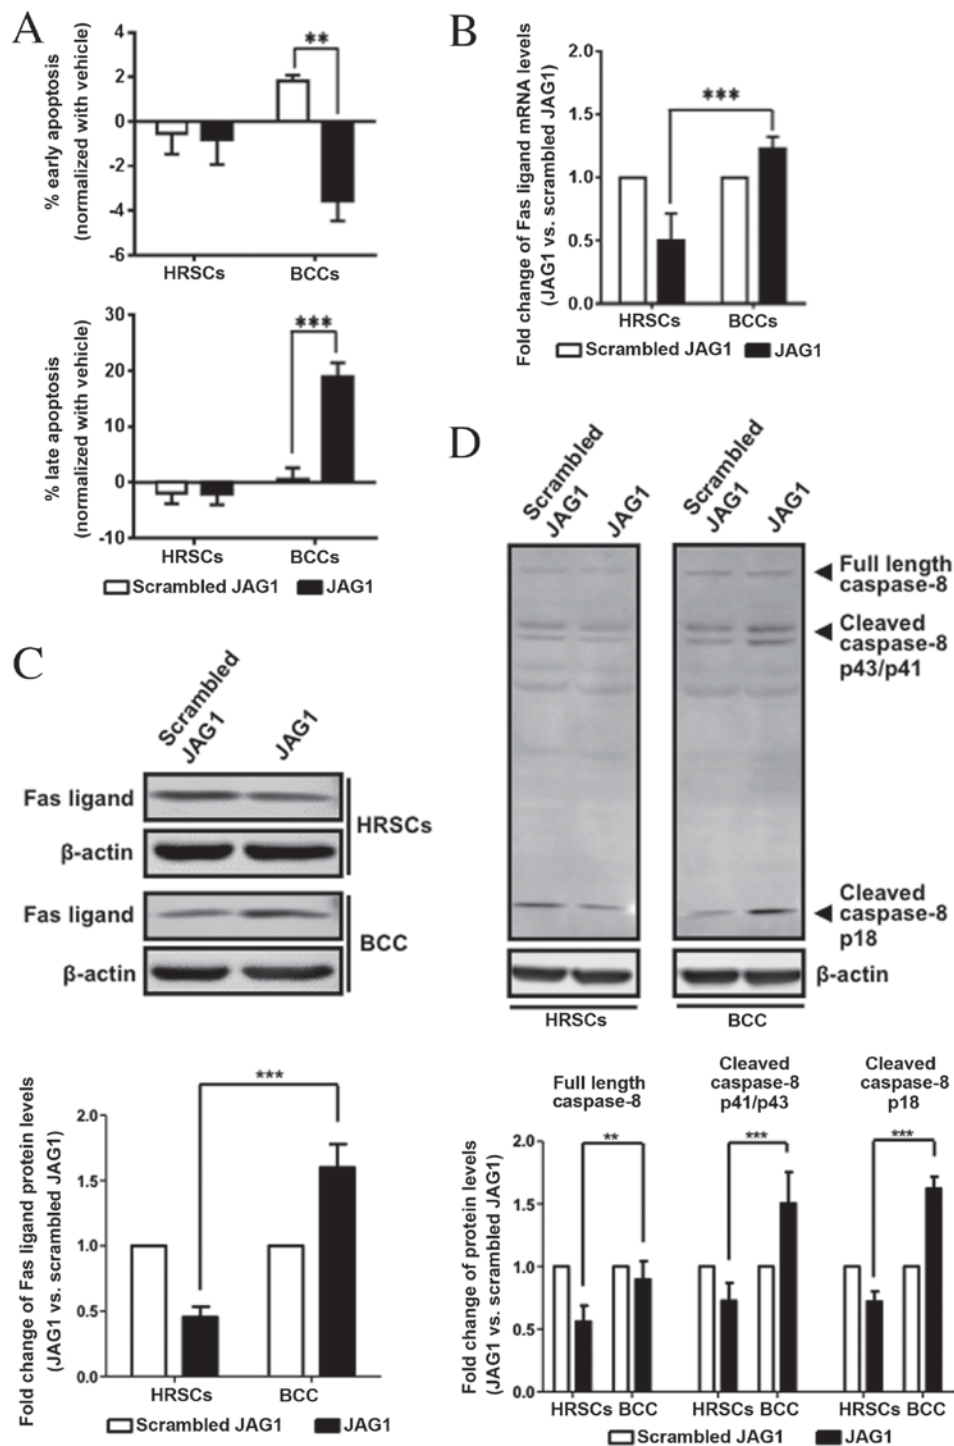 A
% early apoptosis
(normalized with vehicle)
4
2
0
-2
-4
-6
**
HRSCs
BCCs
% late apoptosis
(normalized with vehicle)
30
20
10
0
-10
***
HRSCs
BCCs
Scrambled JAG1
JAG1
B
Fold change of Fas ligand mRNA levels
(JAG1 vs. scrambled JAG1)
2.0
1.5
1.0
0.5
0.0
***
HRSCs
BCCs
Scrambled JAG1
JAG1
C
Scrambled
JAG1
JAG1
Fas ligand
β-actin
HRSCs
Fas ligand
β-actin
BCC
Fold change of Fas ligand protein levels
(JAG1 vs. scrambled JAG1)
2.0
1.5
1.0
0.5
0.0
***
HRSCs
BCC
Scrambled JAG1
JAG1
D
Scrambled
JAG1
JAG1
Scrambled
JAG1
JAG1
Full length
caspase-8
Cleaved
caspase-8
p43/p41
Cleaved
caspase-8
p18
β-actin
HRSCs
BCC
Full length
caspase-8
Cleaved
caspase-8
p41/p43
Cleaved
caspase-8
p18
Fold change of protein levels
(JAG1 vs. scrambled JAG1)
2.0
1.5
1.0
0.5
0.0
**
***
***
HRSCs BCC
HRSCs BCC
HRSCs BCC
Scrambled JAG1
JAG1